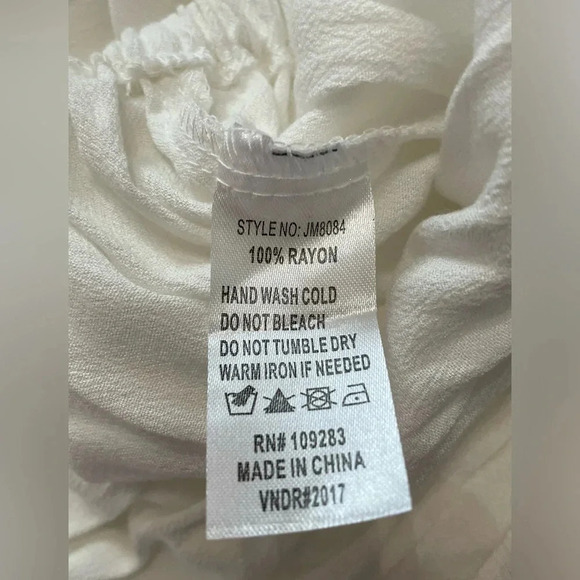 STYLE NO: JM8084
100% RAYON
HAND WASH COLD
DO NOT BLEACH
DO NOT TUMBLE DRY
WARM IRON IF NEEDED
RN# 109283
MADE IN CHINA
VNDR#2017